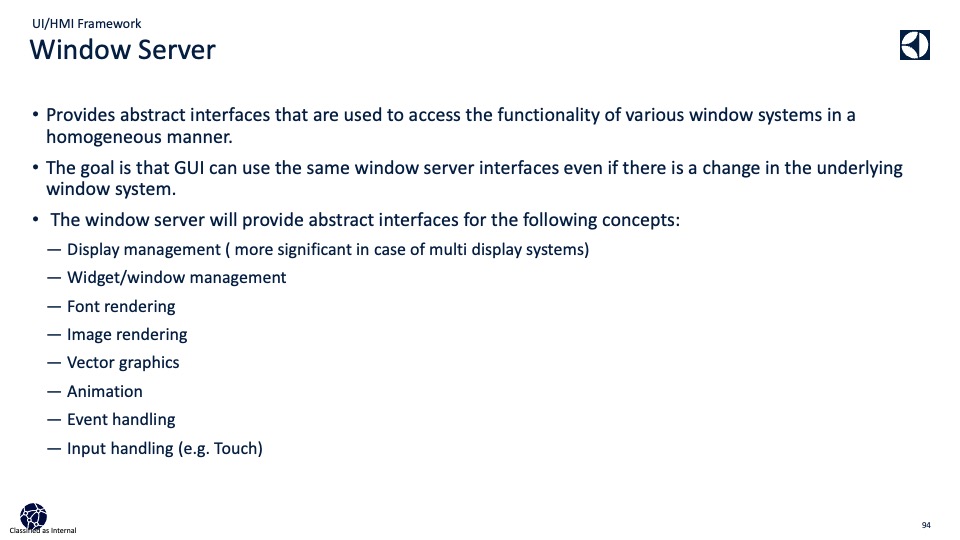 UI/HMI Framework
Window Server
• Provides abstract interfaces that are used to access the functionality of various window systems in a
homogeneous manner.
• The goal is that GUI can use the same window server interfaces even if there is a change in the underlying
window system.
• The window server will provide abstract interfaces for the following concepts:
— Display management ( more significant in case of multi display systems)
— Widget/window management
— Font rendering
— Image rendering
— Vector graphics
— Animation
— Event handling
— Input handling (e.g. Touch)
Classified as Internal
94